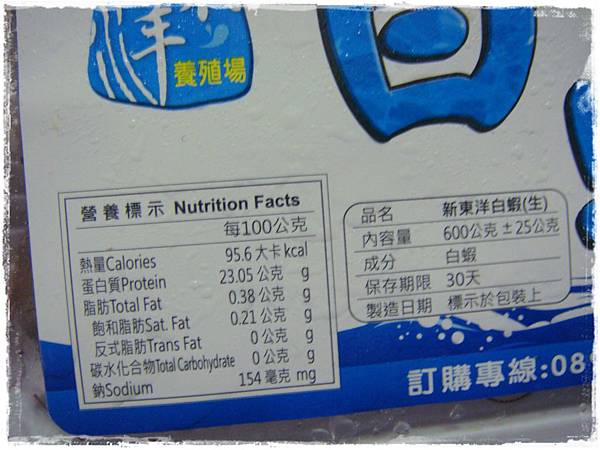 洋
養殖場
白
營養標示 Nutrition Facts
每100公克
熱量Calories 95.6 大卡 kcal
蛋白質Protein 23.05 公克 g
脂肪Total Fat 0.38 公克 g
飽和脂肪Sat. Fat 0.21 公克 g
反式脂肪Trans Fat 0 公克 g
碳水化合物Total Carbohydrate 0 公克 g
鈉Sodium 154 毫克 mg
品名 新東洋白蝦(生)
內容量 600公克 ±25公克
成分 白蝦
保存期限 30天
製造日期 標示於包裝上
訂購專線:08